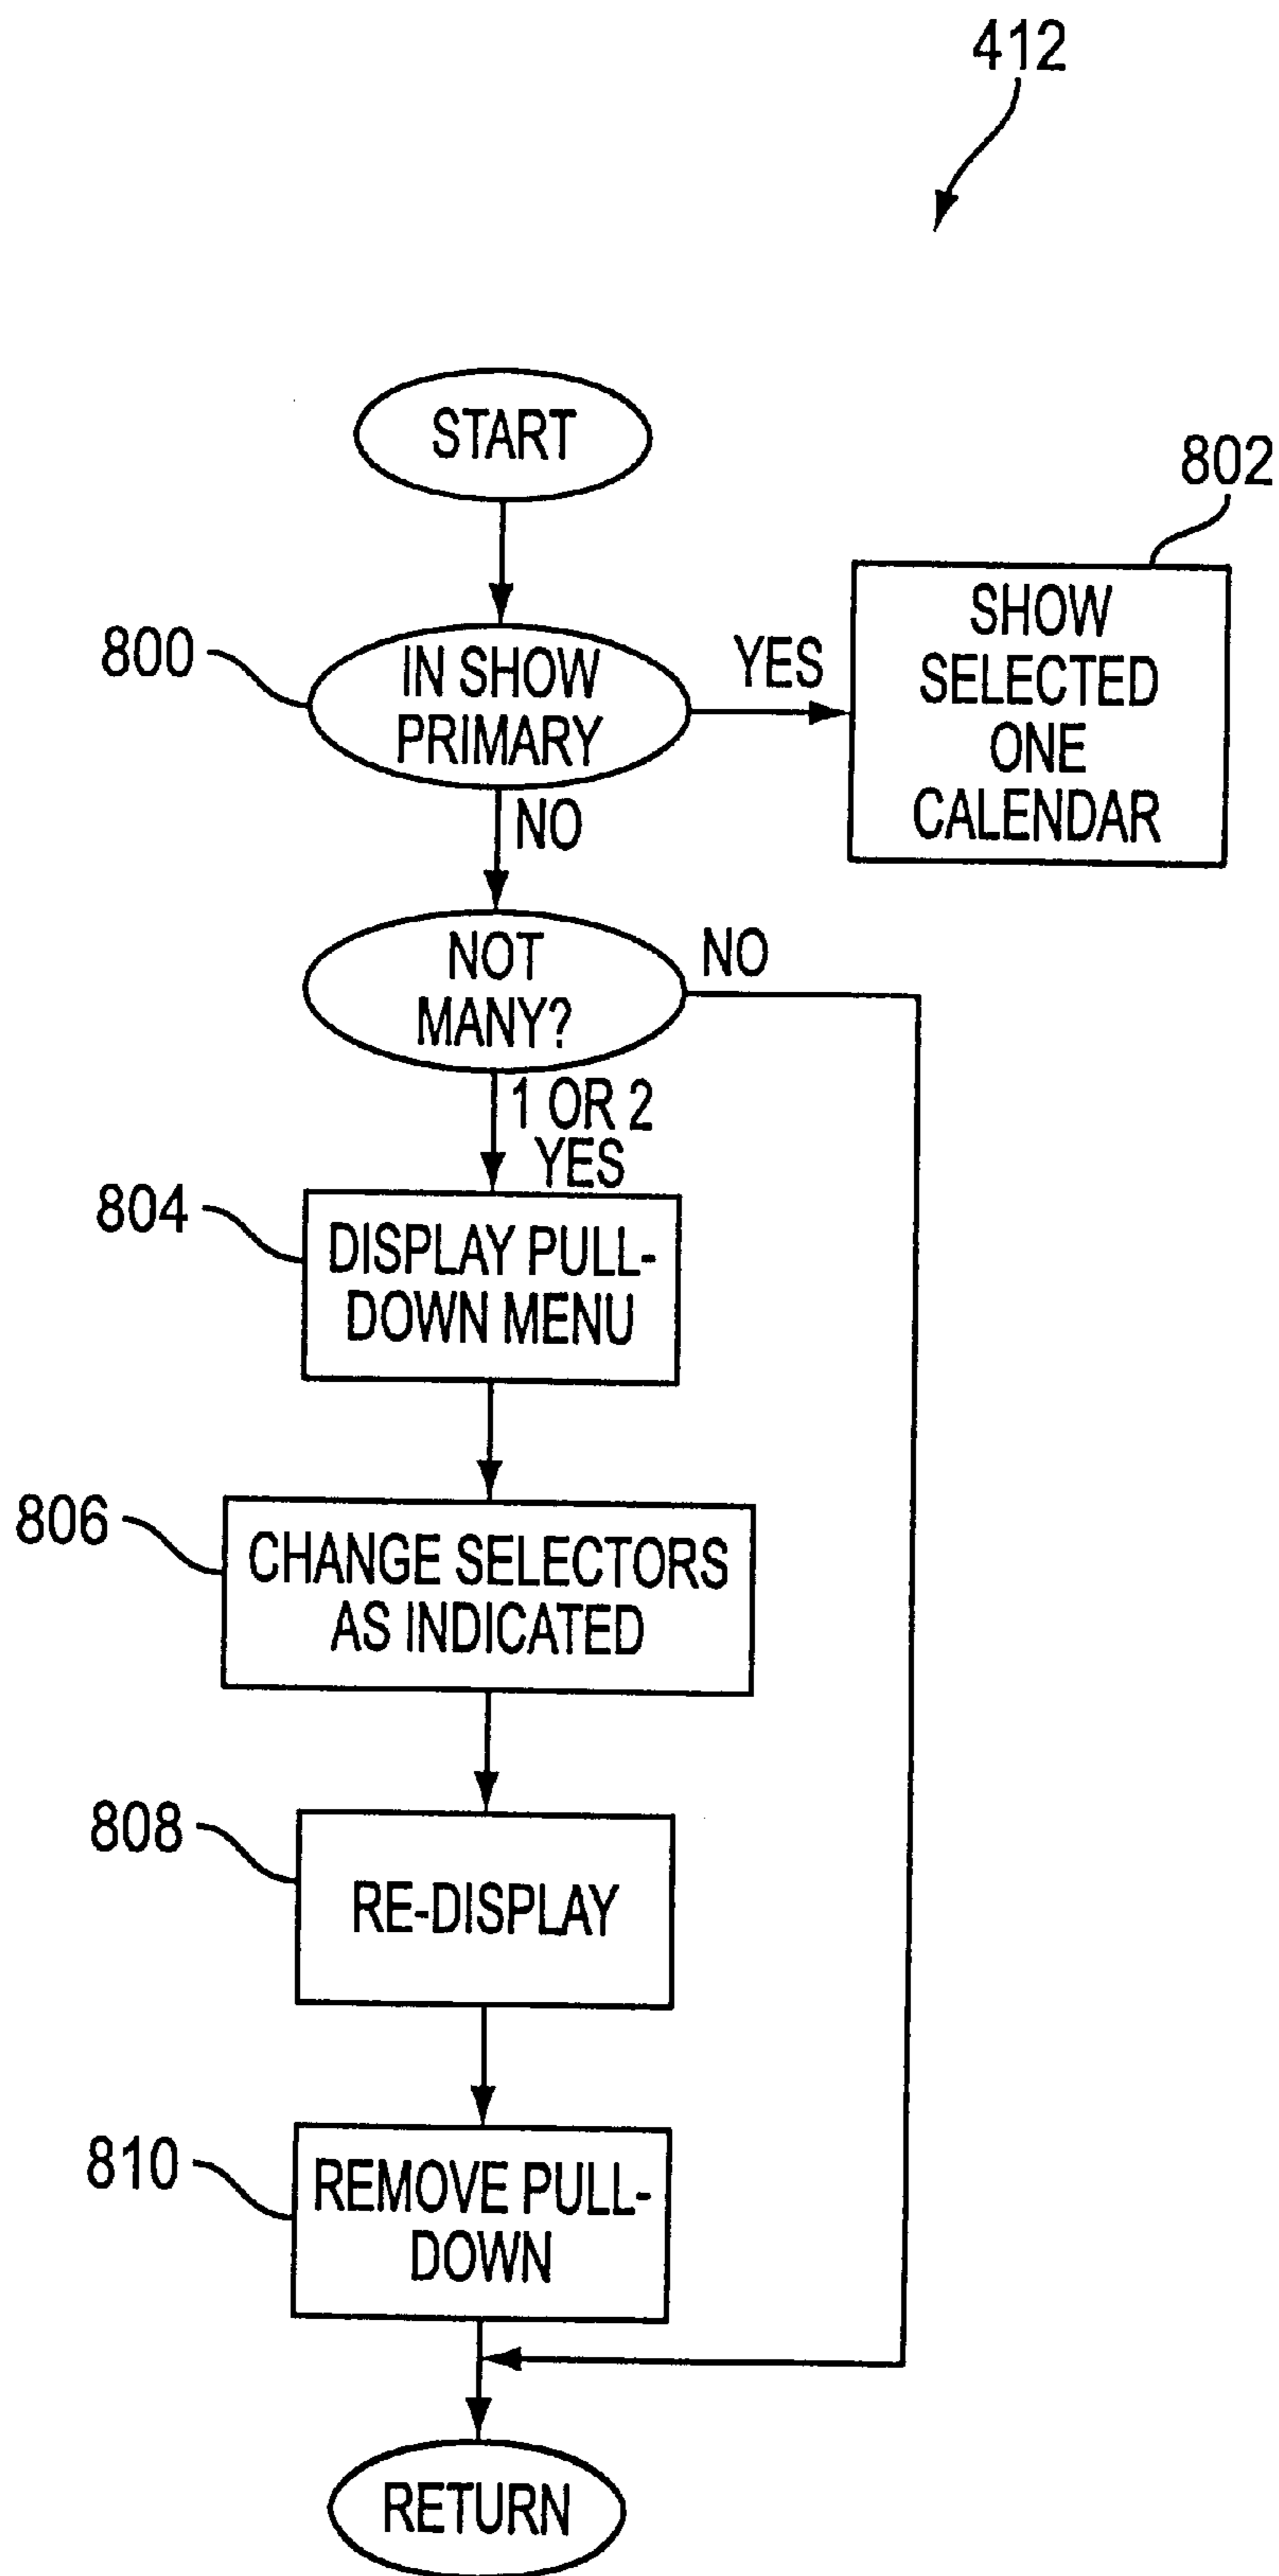 412
START
802
SHOW
SELECTED
ONE
CALENDAR
800
IN SHOW
PRIMARY
YES
NO
NOT
MANY?
NO
1 OR 2
YES
804
DISPLAY PULL-
DOWN MENU
806
CHANGE SELECTORS
AS INDICATED
808
RE-DISPLAY
810
REMOVE PULL-
DOWN
RETURN